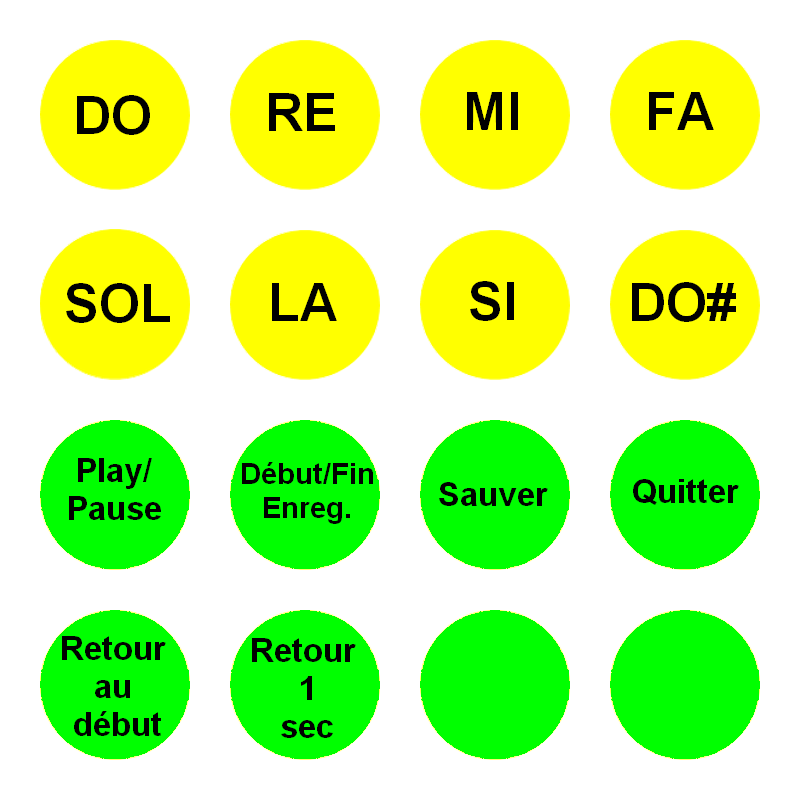 DO
RE
MI
FA
SOL
LA
SI
DO#
Play/
Pause
Début/Fin
Enreg.
Sauver
Quitter
Retour
au
début
Retour
1
sec